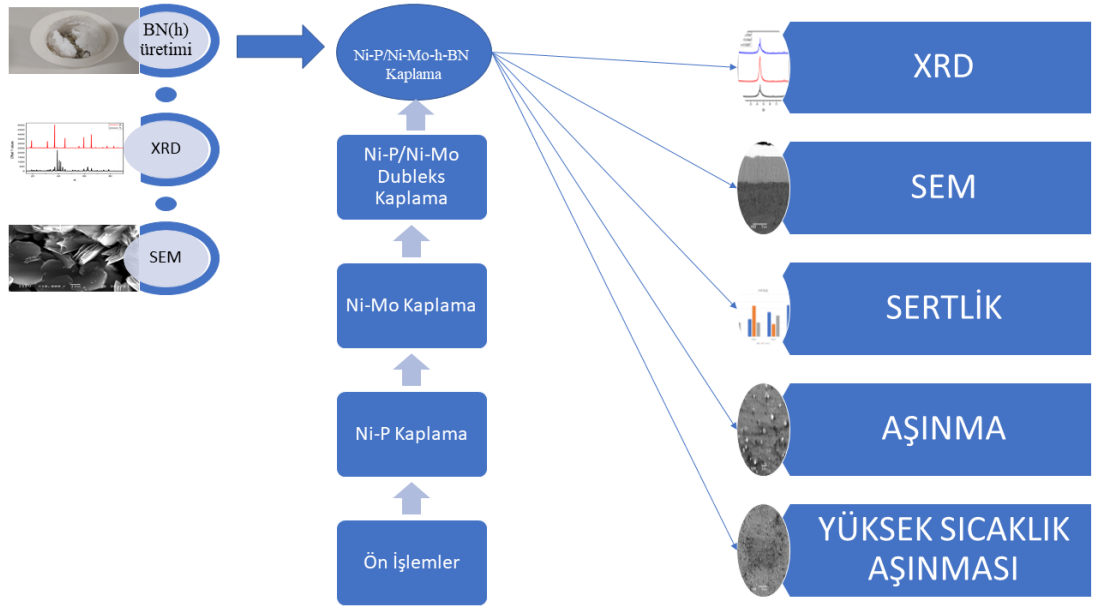 BN(h)
üretimi
XRD
SEM
Ni-P/Ni-Mo-h-BN
Kaplama
Ni-P/Ni-Mo
Dubleks
Kaplama
Ni-Mo Kaplama
Ni-P Kaplama
Ön İşlemler
XRD
SEM
SERTLİK
AŞINMA
YÜKSEK SICAKLIK
AŞINMASI